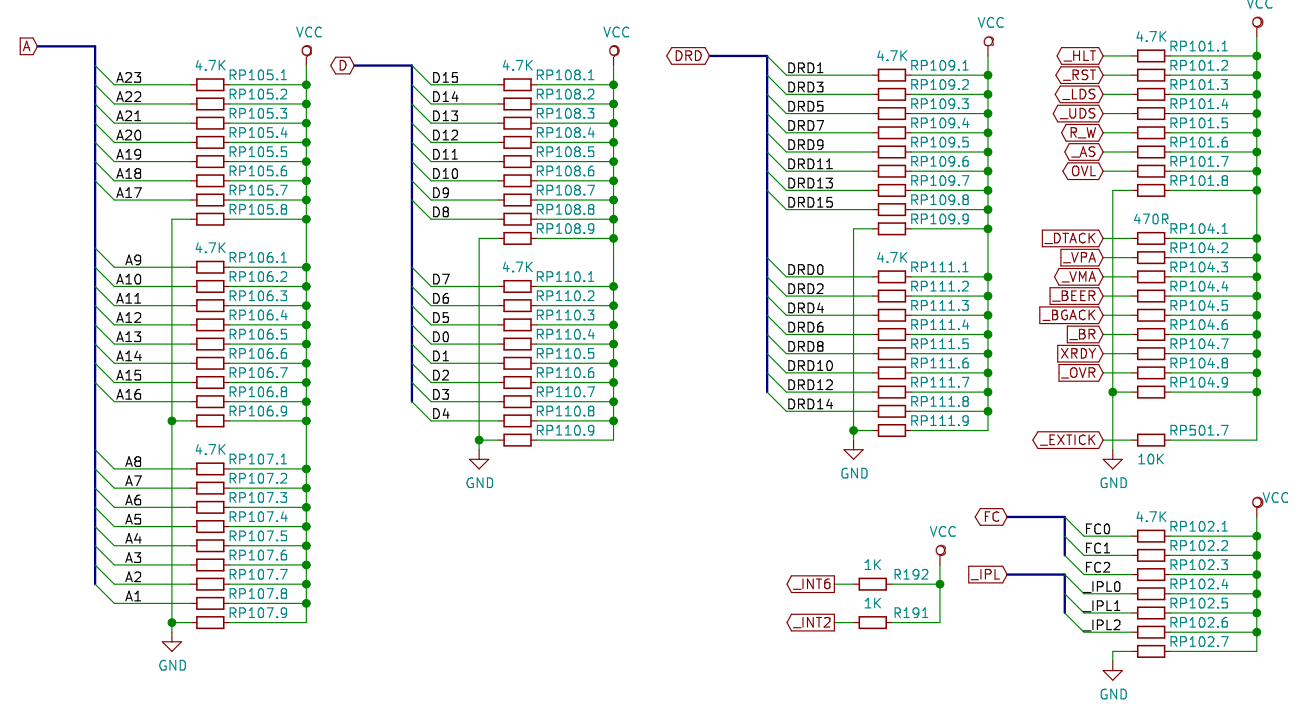 A
VCC
4.7K
A23 RP105.1
A22 RP105.2
A21 RP105.3
A20 RP105.4
A19 RP105.5
A18 RP105.6
A17 RP105.7
RP105.8
4.7K
A9 RP106.1
A10 RP106.2
A11 RP106.3
A12 RP106.4
A13 RP106.5
A14 RP106.6
A15 RP106.7
A16 RP106.8
RP106.9
4.7K
A8 RP107.1
A7 RP107.2
A6 RP107.3
A5 RP107.4
A4 RP107.5
A3 RP107.6
A2 RP107.7
A1 RP107.8
RP107.9
GND
D
VCC
4.7K
D15 RP108.1
D14 RP108.2
D13 RP108.3
D12 RP108.4
D11 RP108.5
D10 RP108.6
D9 RP108.7
D8 RP108.8
RP108.9
4.7K
D7 RP110.1
D6 RP110.2
D5 RP110.3
D0 RP110.4
D1 RP110.5
D2 RP110.6
D3 RP110.7
D4 RP110.8
RP110.9
GND
DRD
VCC
4.7K
DRD1 RP109.1
DRD3 RP109.2
DRD5 RP109.3
DRD7 RP109.4
DRD9 RP109.5
DRD11 RP109.6
DRD13 RP109.7
DRD15 RP109.8
RP109.9
4.7K
DRD0 RP111.1
DRD2 RP111.2
DRD4 RP111.3
DRD6 RP111.4
DRD8 RP111.5
DRD10 RP111.6
DRD12 RP111.7
DRD14 RP111.8
RP111.9
GND
VCC
4.7K
_HLT RP101.1
_RST RP101.2
_LDS RP101.3
_UDS RP101.4
R_W RP101.5
_AS RP101.6
OVL RP101.7
RP101.8
470R
_DTACK RP104.1
_VPA RP104.2
_VMA RP104.3
_BEER RP104.4
_BGACK RP104.5
_BR RP104.6
XRDY RP104.7
_OVR RP104.8
RP104.9
_EXTICK RP501.7
10K
GND
VCC
1K
_INT6 R192
1K
_INT2 R191
VCC
FC
4.7K
FC0 RP102.1
FC1 RP102.2
FC2 RP102.3
_IPL
_IPL0 RP102.4
_IPL1 RP102.5
_IPL2 RP102.6
RP102.7
GND